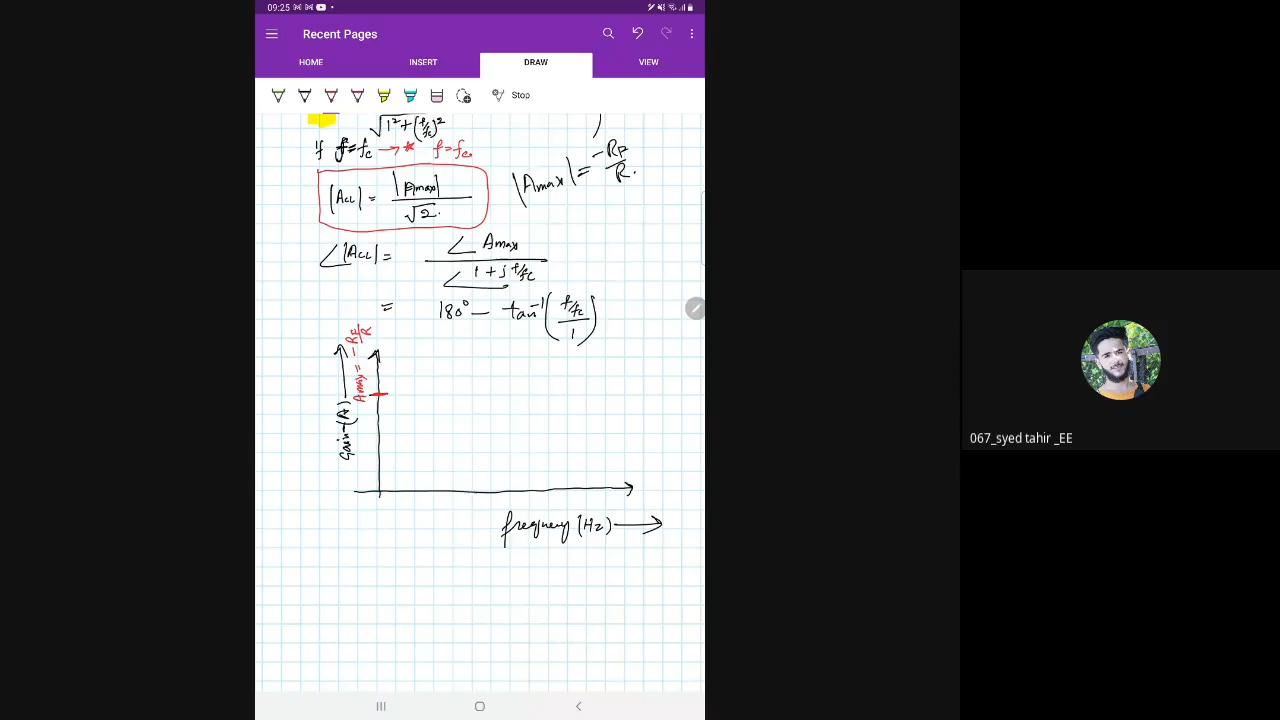 09:25
Recent Pages
HOME INSERT DRAW VIEW
Stop
√1² + (f/fc)²
If f = fc → * f = fc
|ACL| = |Amax| / √2
|Amax| = -RF / R
∠|ACL| = ∠Amax / ∠1 + j f/fc
= 180° - tan⁻¹ (f/fc / 1)
Amax = -RF/R
Gain (A)
frequency (Hz) →
067_syed tahir _EE